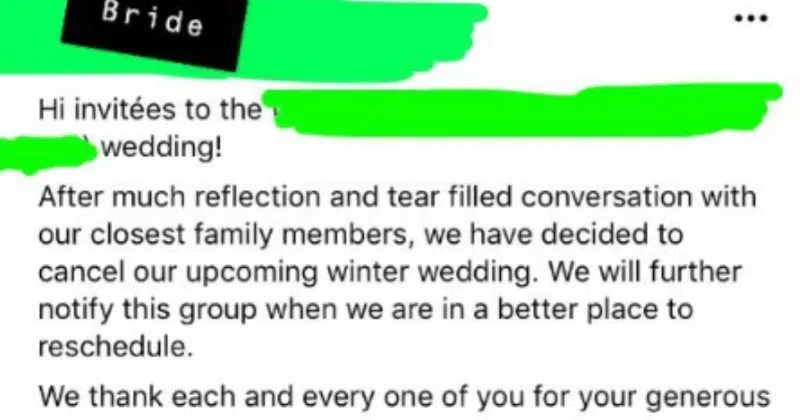 Bride
Hi invitées to the
wedding!
After much reflection and tear filled conversation with
our closest family members, we have decided to
cancel our upcoming winter wedding. We will further
notify this group when we are in a better place to
reschedule.
We thank each and every one of you for your generous